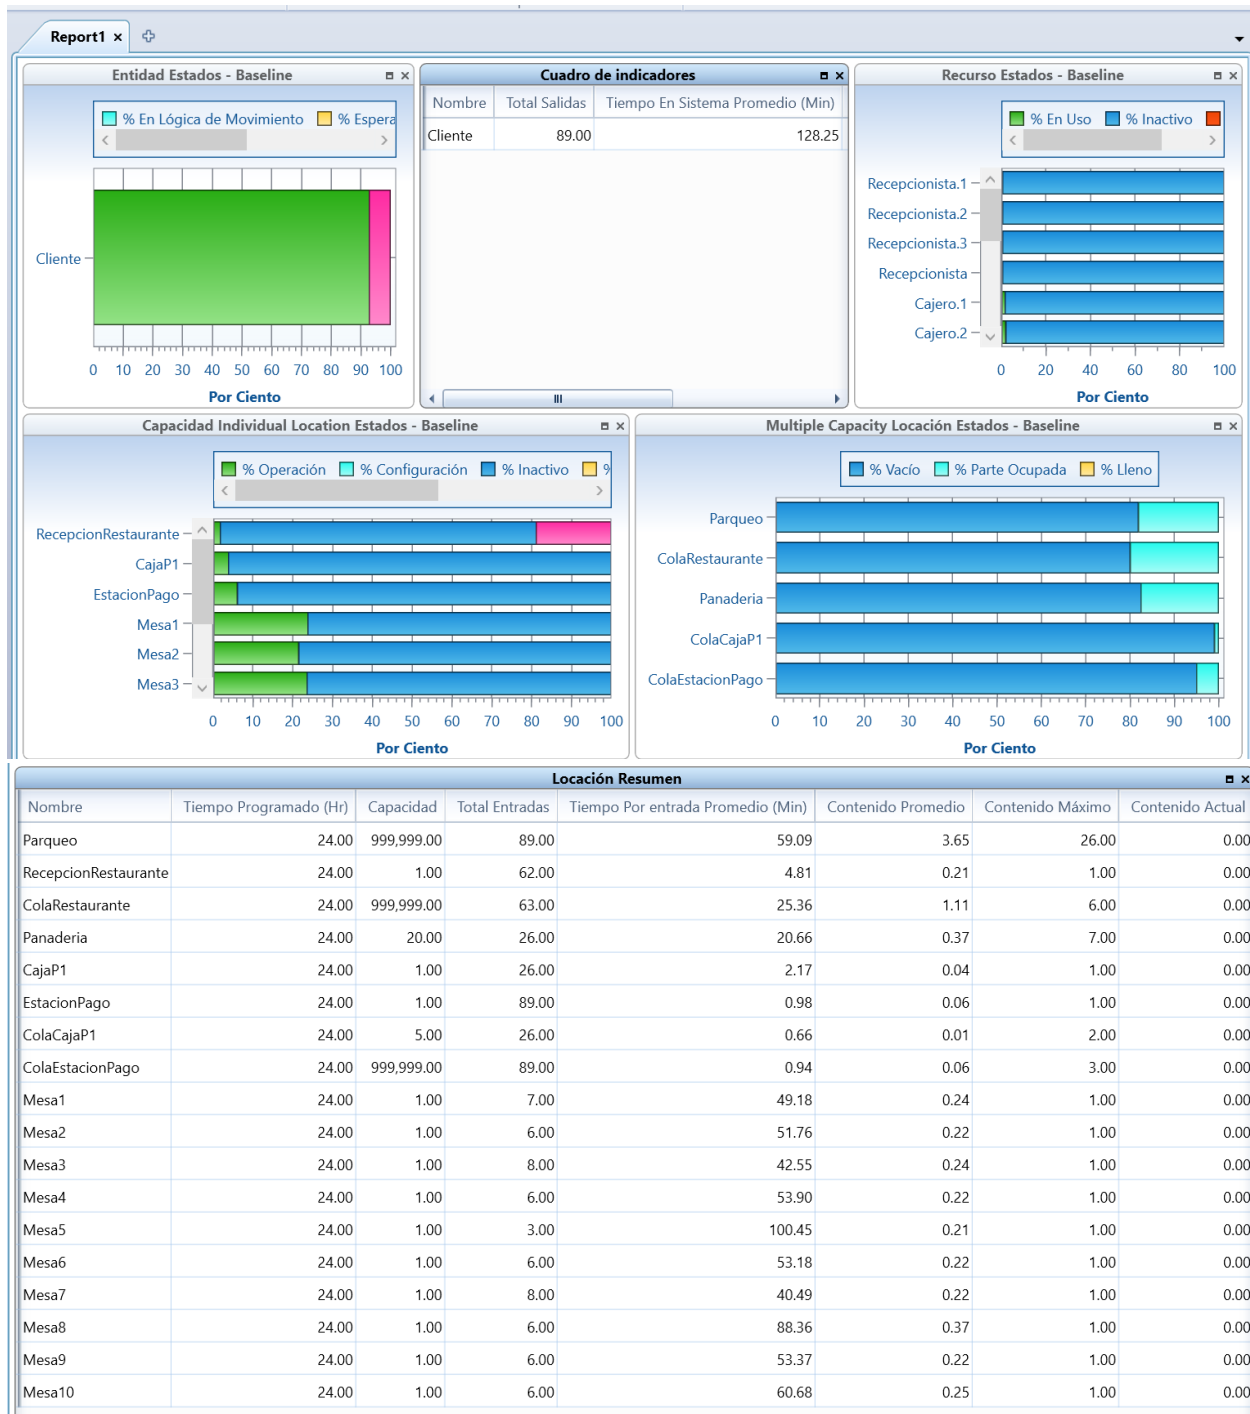 Report1
Entidad Estados - Baseline
% En Lógica de Movimiento % Espera
Cliente
0 10 20 30 40 50 60 70 80 90 100
Por Ciento
Cuadro de indicadores
Nombre Total Salidas Tiempo En Sistema Promedio (Min)
Cliente 89.00 128.25
Recurso Estados - Baseline
% En Uso % Inactivo
Recepcionista.1
Recepcionista.2
Recepcionista.3
Recepcionista
Cajero.1
Cajero.2
0 20 40 60 80 100
Por Ciento
Capacidad Individual Location Estados - Baseline
% Operación % Configuración % Inactivo %
RecepcionRestaurante
CajaP1
EstacionPago
Mesa1
Mesa2
Mesa3
0 10 20 30 40 50 60 70 80 90 100
Por Ciento
Multiple Capacity Locación Estados - Baseline
% Vacío % Parte Ocupada % Lleno
Parqueo
ColaRestaurante
Panaderia
ColaCajaP1
ColaEstacionPago
0 10 20 30 40 50 60 70 80 90 100
Por Ciento
Locación Resumen
Nombre Tiempo Programado (Hr) Capacidad Total Entradas Tiempo Por entrada Promedio (Min) Contenido Promedio Contenido Máximo Contenido Actual
Parqueo 24.00 999,999.00 89.00 59.09 3.65 26.00 0.00
RecepcionRestaurante 24.00 1.00 62.00 4.81 0.21 1.00 0.00
ColaRestaurante 24.00 999,999.00 63.00 25.36 1.11 6.00 0.00
Panaderia 24.00 20.00 26.00 20.66 0.37 7.00 0.00
CajaP1 24.00 1.00 26.00 2.17 0.04 1.00 0.00
EstacionPago 24.00 1.00 89.00 0.98 0.06 1.00 0.00
ColaCajaP1 24.00 5.00 26.00 0.66 0.01 2.00 0.00
ColaEstacionPago 24.00 999,999.00 89.00 0.94 0.06 3.00 0.00
Mesa1 24.00 1.00 7.00 49.18 0.24 1.00 0.00
Mesa2 24.00 1.00 6.00 51.76 0.22 1.00 0.00
Mesa3 24.00 1.00 8.00 42.55 0.24 1.00 0.00
Mesa4 24.00 1.00 6.00 53.90 0.22 1.00 0.00
Mesa5 24.00 1.00 3.00 100.45 0.21 1.00 0.00
Mesa6 24.00 1.00 6.00 53.18 0.22 1.00 0.00
Mesa7 24.00 1.00 8.00 40.49 0.22 1.00 0.00
Mesa8 24.00 1.00 6.00 88.36 0.37 1.00 0.00
Mesa9 24.00 1.00 6.00 53.37 0.22 1.00 0.00
Mesa10 24.00 1.00 6.00 60.68 0.25 1.00 0.00